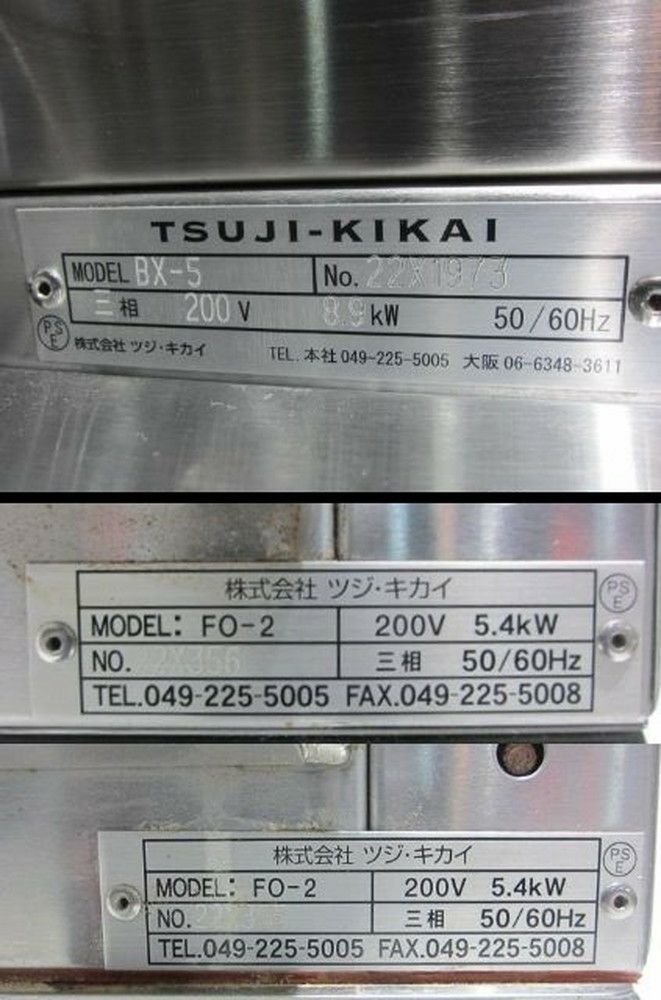 TSUJI-KIKAI
MODEL BX-5 No. 22X1973
三相 200V 8.9kW 50/60Hz
PSE 株式会社 ツジ・キカイ TEL. 本社 049-225-5005 大阪 06-6348-3611
株式会社 ツジ・キカイ PSE
MODEL: FO-2 200V 5.4kW
NO. 22X356 三相 50/60Hz
TEL.049-225-5005 FAX.049-225-5008
株式会社 ツジ・キカイ PSE
MODEL: FO-2 200V 5.4kW
NO. 三相 50/60Hz
TEL.049-225-5005 FAX.049-225-5008